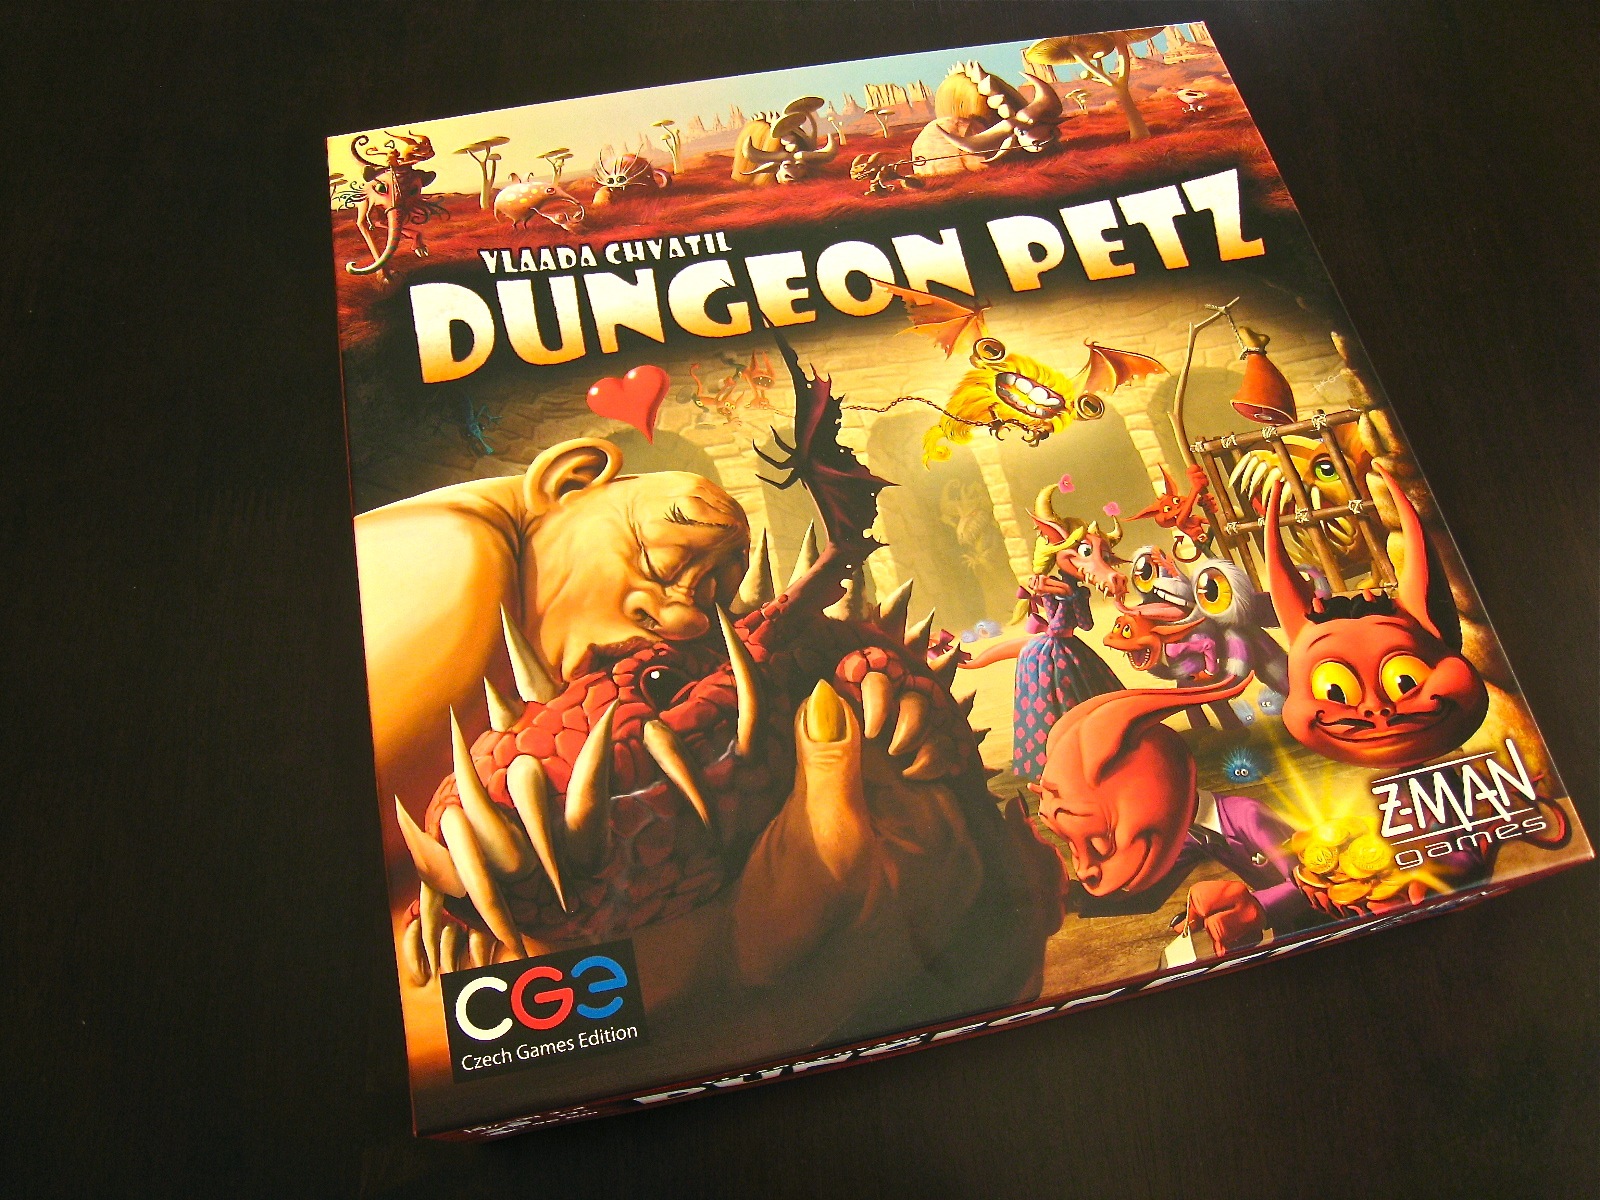 VLAADA CHVATIL
DUNGEON PETZ
Z-MAN
games
CGE
Czech Games Edition